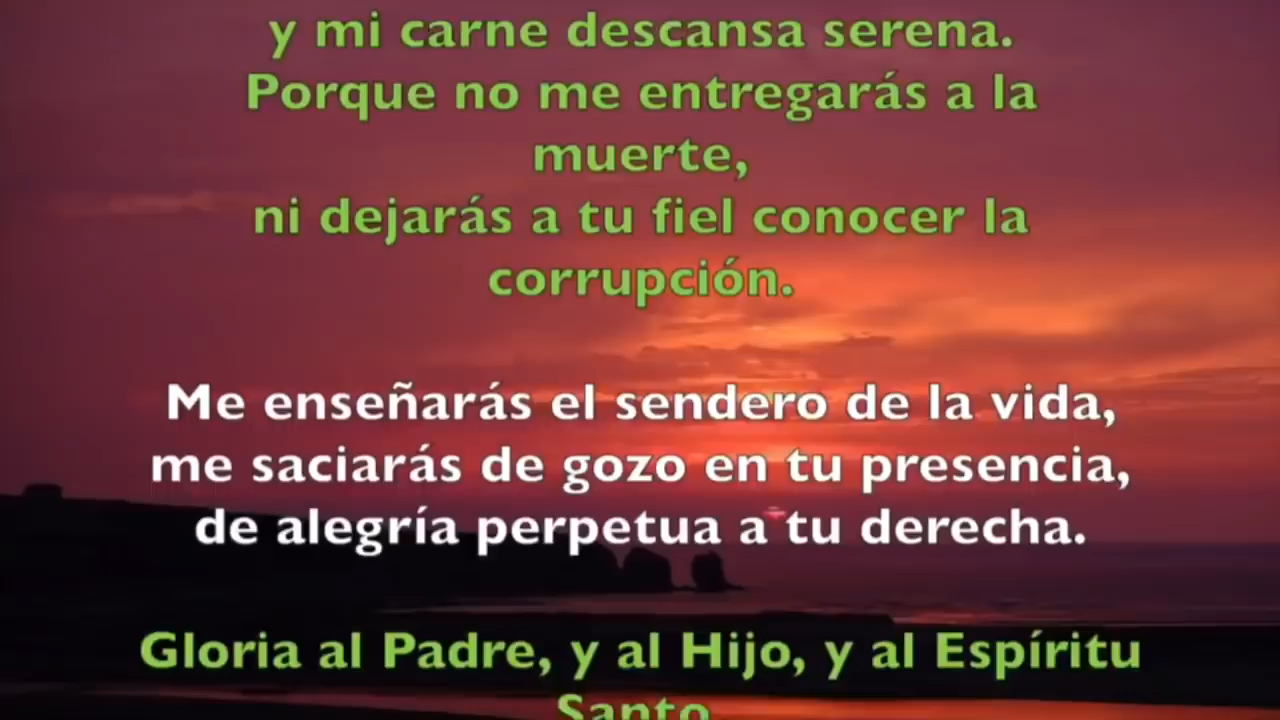 y mi carne descansa serena.
Porque no me entregarás a la
muerte,
ni dejarás a tu fiel conocer la
corrupción.
Me enseñarás el sendero de la vida,
me saciarás de gozo en tu presencia,
de alegría perpetua a tu derecha.
Gloria al Padre, y al Hijo, y al Espíritu
Santo